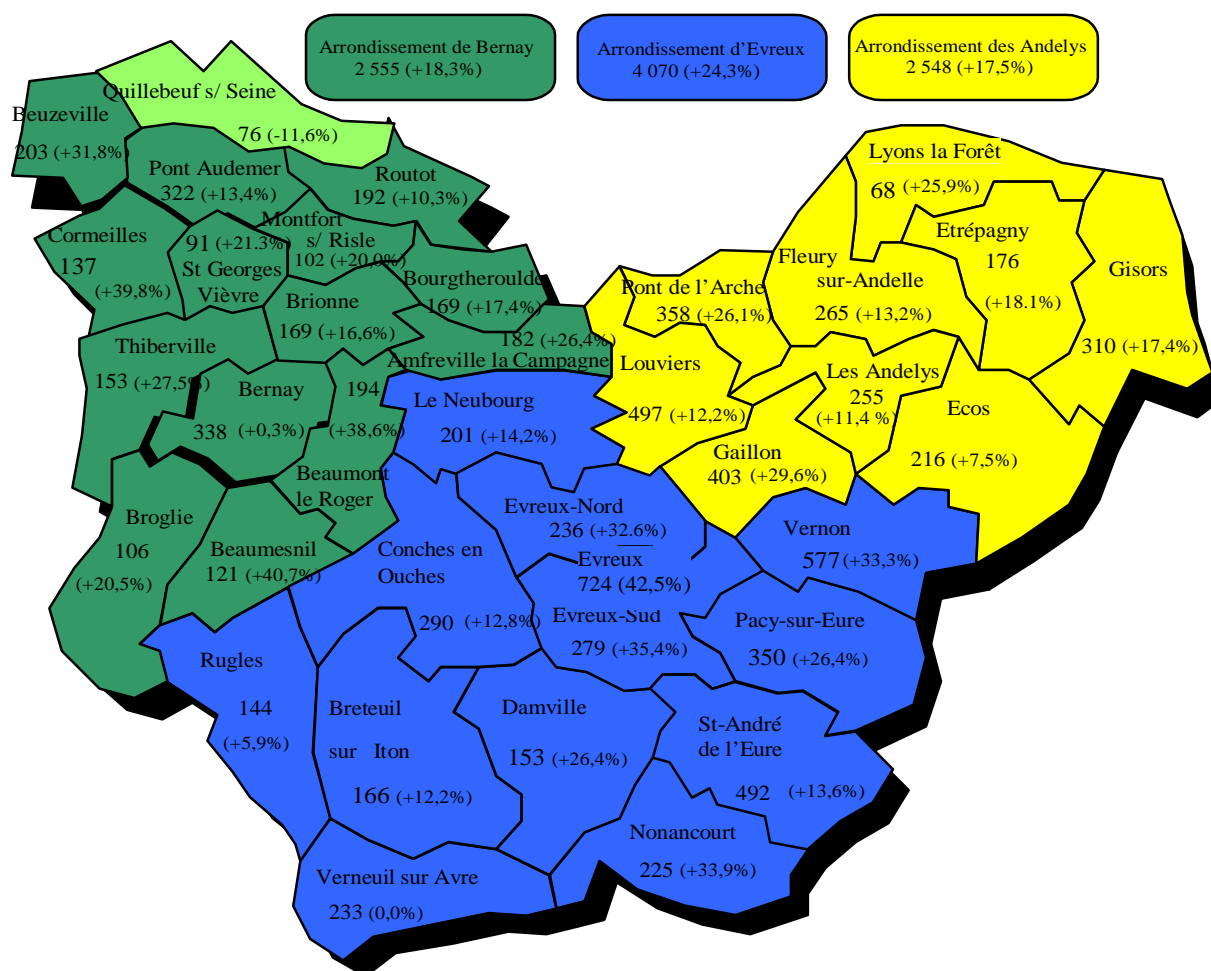 Arrondissement de Bernay
2 555 (+18,3%)
Arrondissement d'Evreux
4 070 (+24,3%)
Arrondissement des Andelys
2 548 (+17,5%)
Quillebeuf s/ Seine
76 (-11,6%)
Beuzeville
203 (+31,8%)
Pont Audemer
322 (+13,4%)
Routot
192 (+10,3%)
Cormeilles
137
(+39,8%)
91 (+21.3%
St Georges
Vièvre
Montfort
s/ Risle
102 (+20,0%)
Bourgtheroulde
169 (+17,4%)
Brionne
169 (+16,6%)
182 (+26,4%)
Amfreville la Campagne
Thiberville
153 (+27,5%)
Bernay
338 (+0,3%)
194
(+38,6%)
Beaumont
le Roger
Broglie
106
(+20,5%)
Beaumesnil
121 (+40,7%)
Lyons la Forêt
68 (+25,9%)
Etrépagny
176
(+18.1%)
Gisors
310 (+17,4%)
Fleury
sur-Andelle
265 (+13,2%)
Pont de l'Arche
358 (+26,1%)
Louviers
497 (+12,2%)
Les Andelys
255
(+11,4 %)
Ecos
216 (+7,5%)
Gaillon
403 (+29,6%)
Le Neubourg
201 (+14,2%)
Evreux-Nord
236 (+32.6%)
Evreux
724 (42,5%)
Evreux-Sud
279 (+35,4%)
Vernon
577 (+33,3%)
Conches en
Ouches
290 (+12,8%)
Pacy-sur-Eure
350 (+26,4%)
Rugles
144
(+5,9%)
Breteuil
sur Iton
166 (+12,2%)
Damville
153 (+26,4%)
St-André
de l'Eure
492 (+13,6%)
Nonancourt
225 (+33,9%)
Verneuil sur Avre
233 (0,0%)